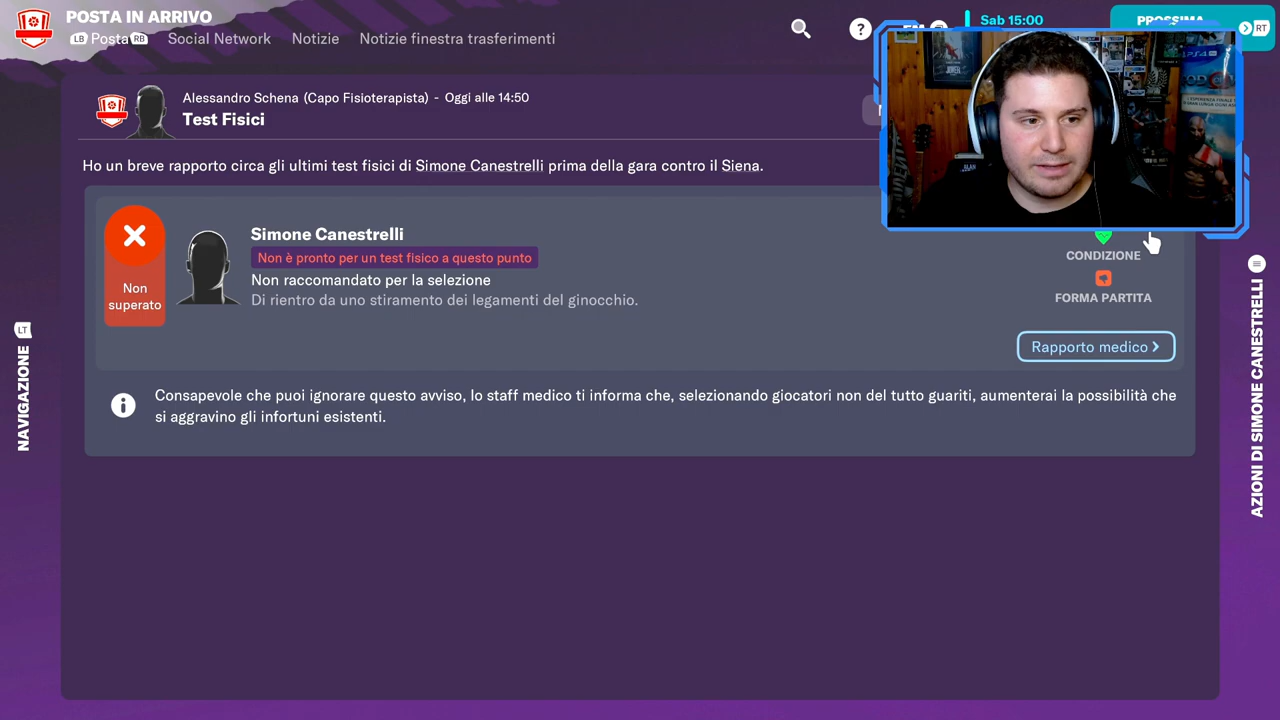 POSTA IN ARRIVO
LB Posta RB Social Network Notizie Notizie finestra trasferimenti
?
Sab 15:00
PROSSIMA
RT
Alessandro Schena (Capo Fisioterapista) - Oggi alle 14:50
Test Fisici
Ho un breve rapporto circa gli ultimi test fisici di Simone Canestrelli prima della gara contro il Siena.
Non
superato
Simone Canestrelli
Non è pronto per un test fisico a questo punto
Non raccomandato per la selezione
Di rientro da uno stiramento dei legamenti del ginocchio.
CONDIZIONE
FORMA PARTITA
Rapporto medico
Consapevole che puoi ignorare questo avviso, lo staff medico ti informa che, selezionando giocatori non del tutto guariti, aumenterai la possibilità che
si aggravino gli infortuni esistenti.
LT
NAVIGAZIONE
AZIONI DI SIMONE CANESTRELLI
JOKER
PS4